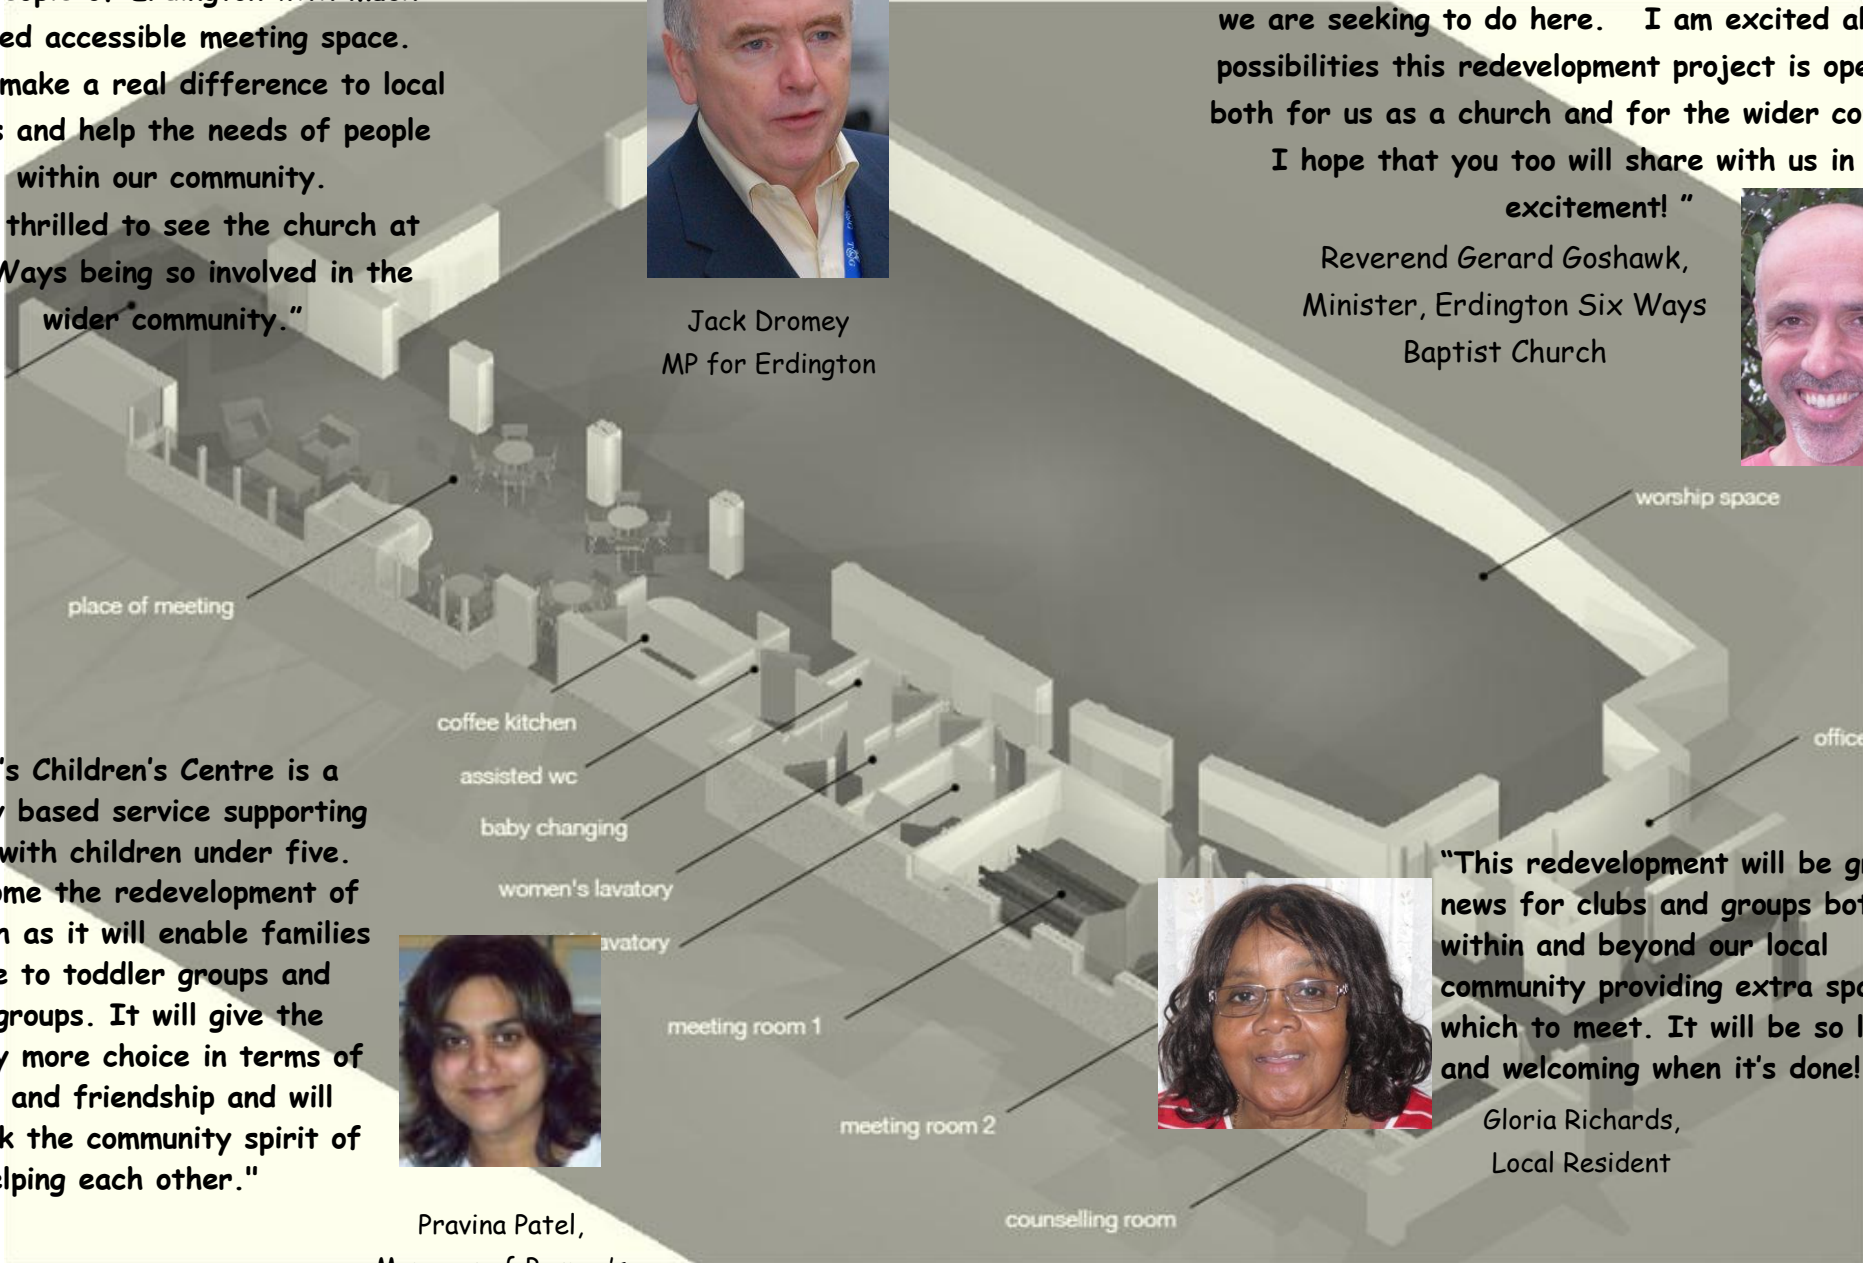 accessible meeting space.
make a real difference to local
and help the needs of people
within our community.
thrilled to see the church at
Ways being so involved in the
wider community.”
Jack Dromey
MP for Erdington
we are seeking to do here. I am excited
possibilities this redevelopment project is
both for us as a church and for the wider
I hope that you too will share with us in
excitement! ”
Reverend Gerard Goshawk,
Minister, Erdington Six Ways
Baptist Church
worship space
place of meeting
coffee kitchen
assisted wc
baby changing
women's lavatory
lavatory
meeting room 1
meeting room 2
counselling room
office
's Children's Centre is a
based service supporting
with children under five.
the redevelopment of
as it will enable families
to toddler groups and
groups. It will give the
more choice in terms of
and friendship and will
the community spirit of
each other."
Pravina Patel,
“This redevelopment will be
news for clubs and groups
within and beyond our local
community providing extra
which to meet. It will be so
and welcoming when it's done!
Gloria Richards,
Local Resident